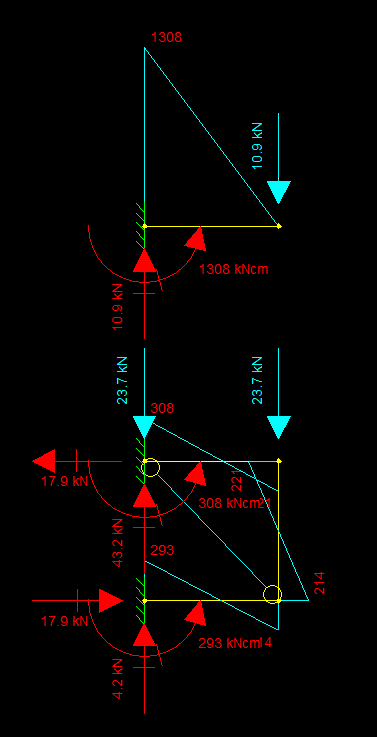 1308
10.9 kN
1308 kNcm
10.9 kN
23.7 kN
23.7 kN
308
221
17.9 kN
308 kNcm
43.2 kN
293
214
17.9 kN
293 kNcm
4.2 kN